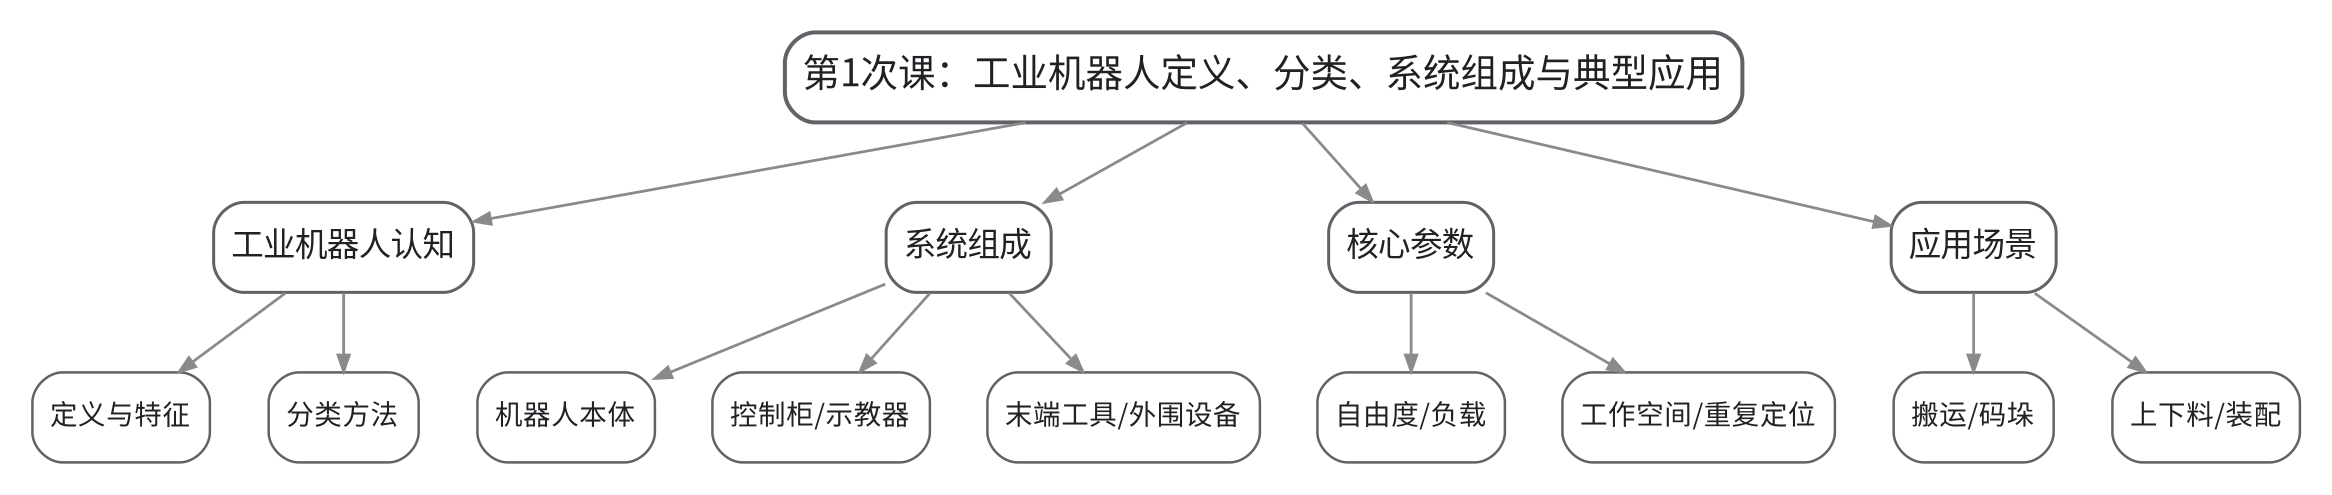 第1次课：工业机器人定义、分类、系统组成与典型应用
工业机器人认知
系统组成
核心参数
应用场景
定义与特征
分类方法
机器人本体
控制柜/示教器
末端工具/外围设备
自由度/负载
工作空间/重复定位
搬运/码垛
上下料/装配